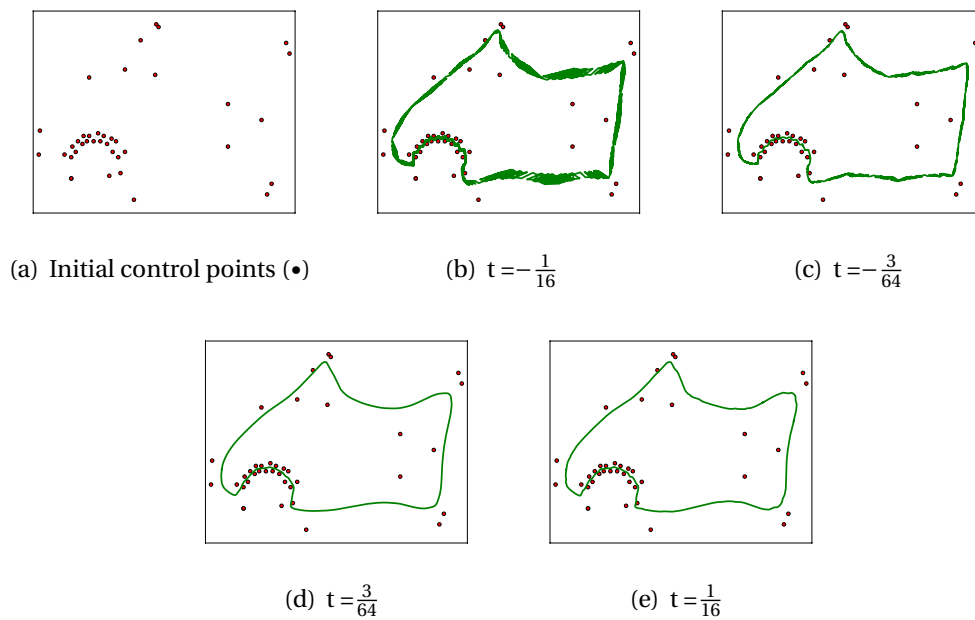 (a) Initial control points (•)
(b) t = −1/16
(c) t = −3/64
(d) t = 3/64
(e) t = 1/16